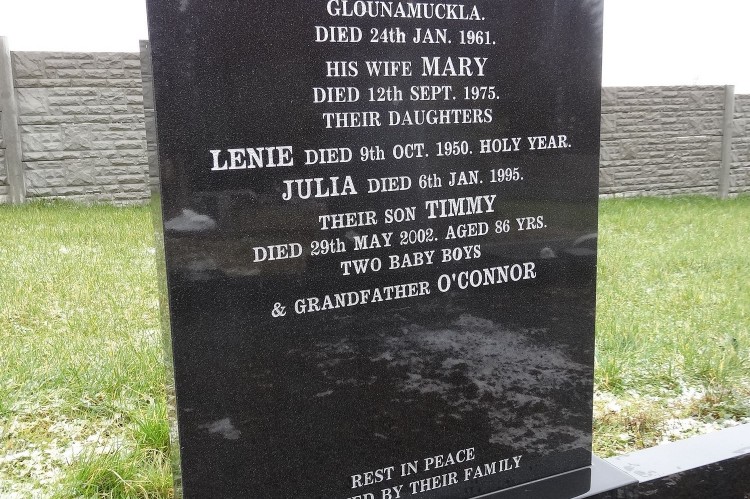 GLOUNAMUCKLA.
DIED 24th JAN. 1961.
HIS WIFE MARY
DIED 12th SEPT. 1975.
THEIR DAUGHTERS
LENIE DIED 9th OCT. 1950. HOLY YEAR.
JULIA DIED 6th JAN. 1995.
THEIR SON TIMMY
DIED 29th MAY 2002. AGED 86 YRS.
TWO BABY BOYS
& GRANDFATHER O'CONNOR
REST IN PEACE
BY THEIR FAMILY